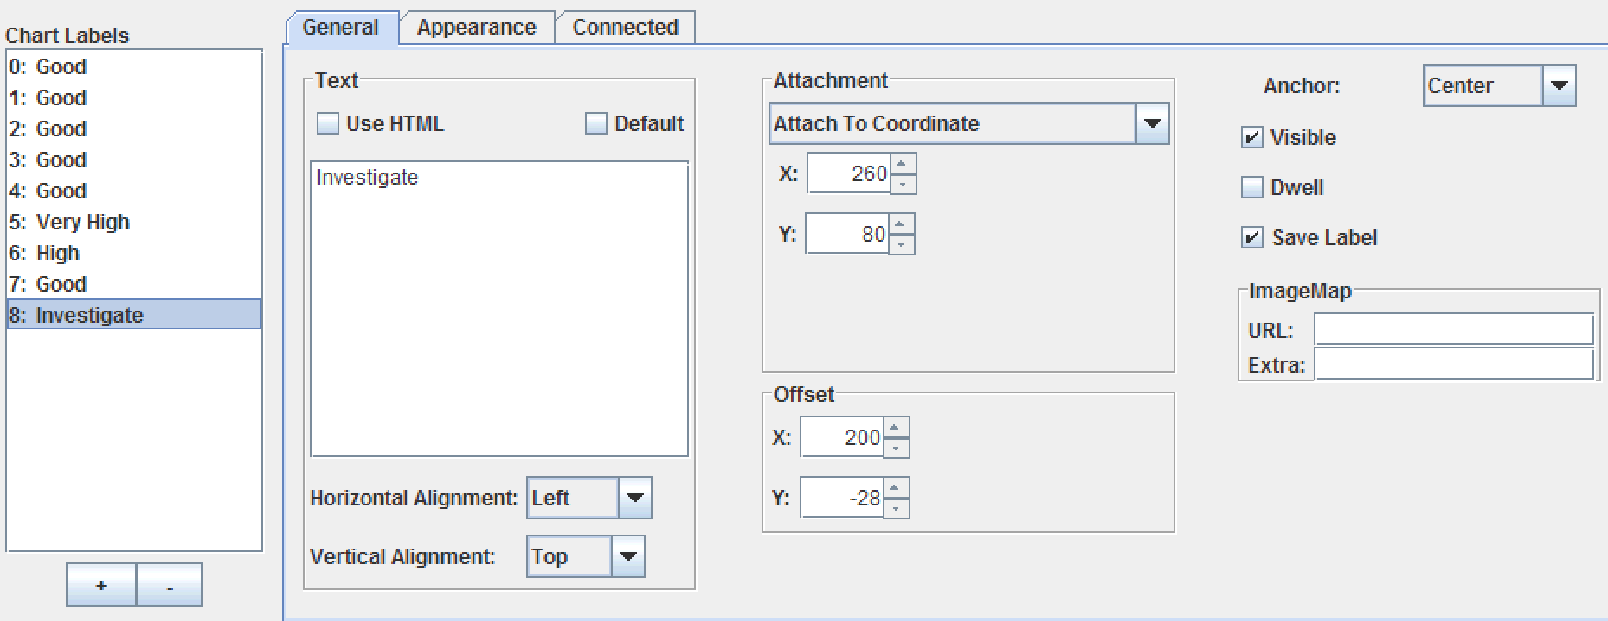 Chart Labels
0: Good
1: Good
2: Good
3: Good
4: Good
5: Very High
6: High
7: Good
8: Investigate
+ -
General Appearance Connected
Text
Use HTML Default
Investigate
Horizontal Alignment: Left
Vertical Alignment: Top
Attachment
Attach To Coordinate
X: 260
Y: 80
Offset
X: 200
Y: -28
Anchor: Center
Visible
Dwell
Save Label
ImageMap
URL:
Extra: